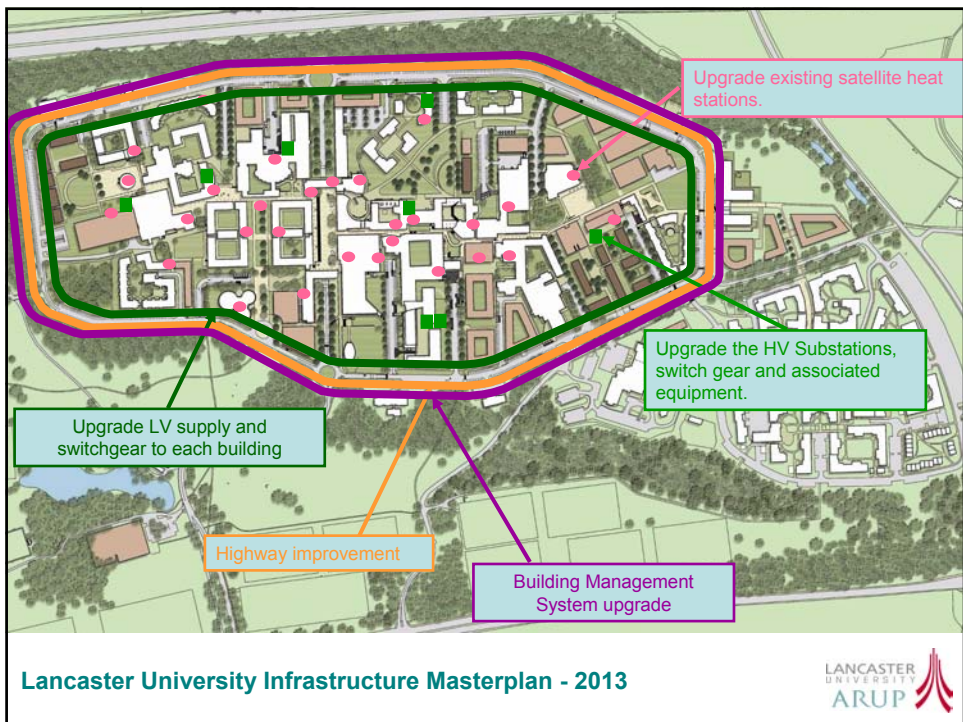 Upgrade existing satellite heat
stations.
Upgrade the HV Substations,
switch gear and associated
equipment.
Upgrade LV supply and
switchgear to each building
Highway improvement
Building Management
System upgrade
Lancaster University Infrastructure Masterplan - 2013
LANCASTER
UNIVERSITY
ARUP